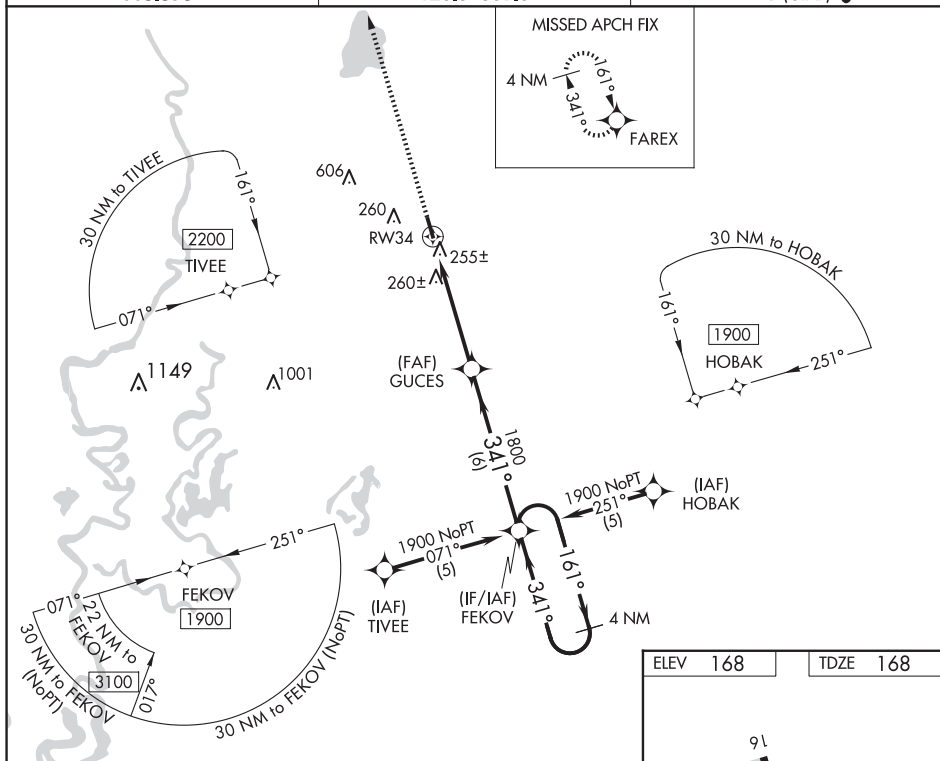 MISSED APCH FIX
4 NM
161°
341°
FAREX
30 NM to TIVEE
161°
2200
TIVEE
071°
606
260
RW34
255±
260±
30 NM to HOBAK
161°
1900
HOBAK
251°
1149
1001
(FAF)
GUCES
1800
341°
(6)
1900 NoPT
251°
(5)
(IAF)
HOBAK
1900 NoPT
071°
(5)
(IAF)
TIVEE
(IF/IAF)
FEKOV
161°
341°
4 NM
251°
071°
FEKOV
1900
22 NM to
FEKOV
3100
017°
30 NM to FEKOV
(NoPT)
30 NM to FEKOV (NoPT)
ELEV 168
TDZE 168
16